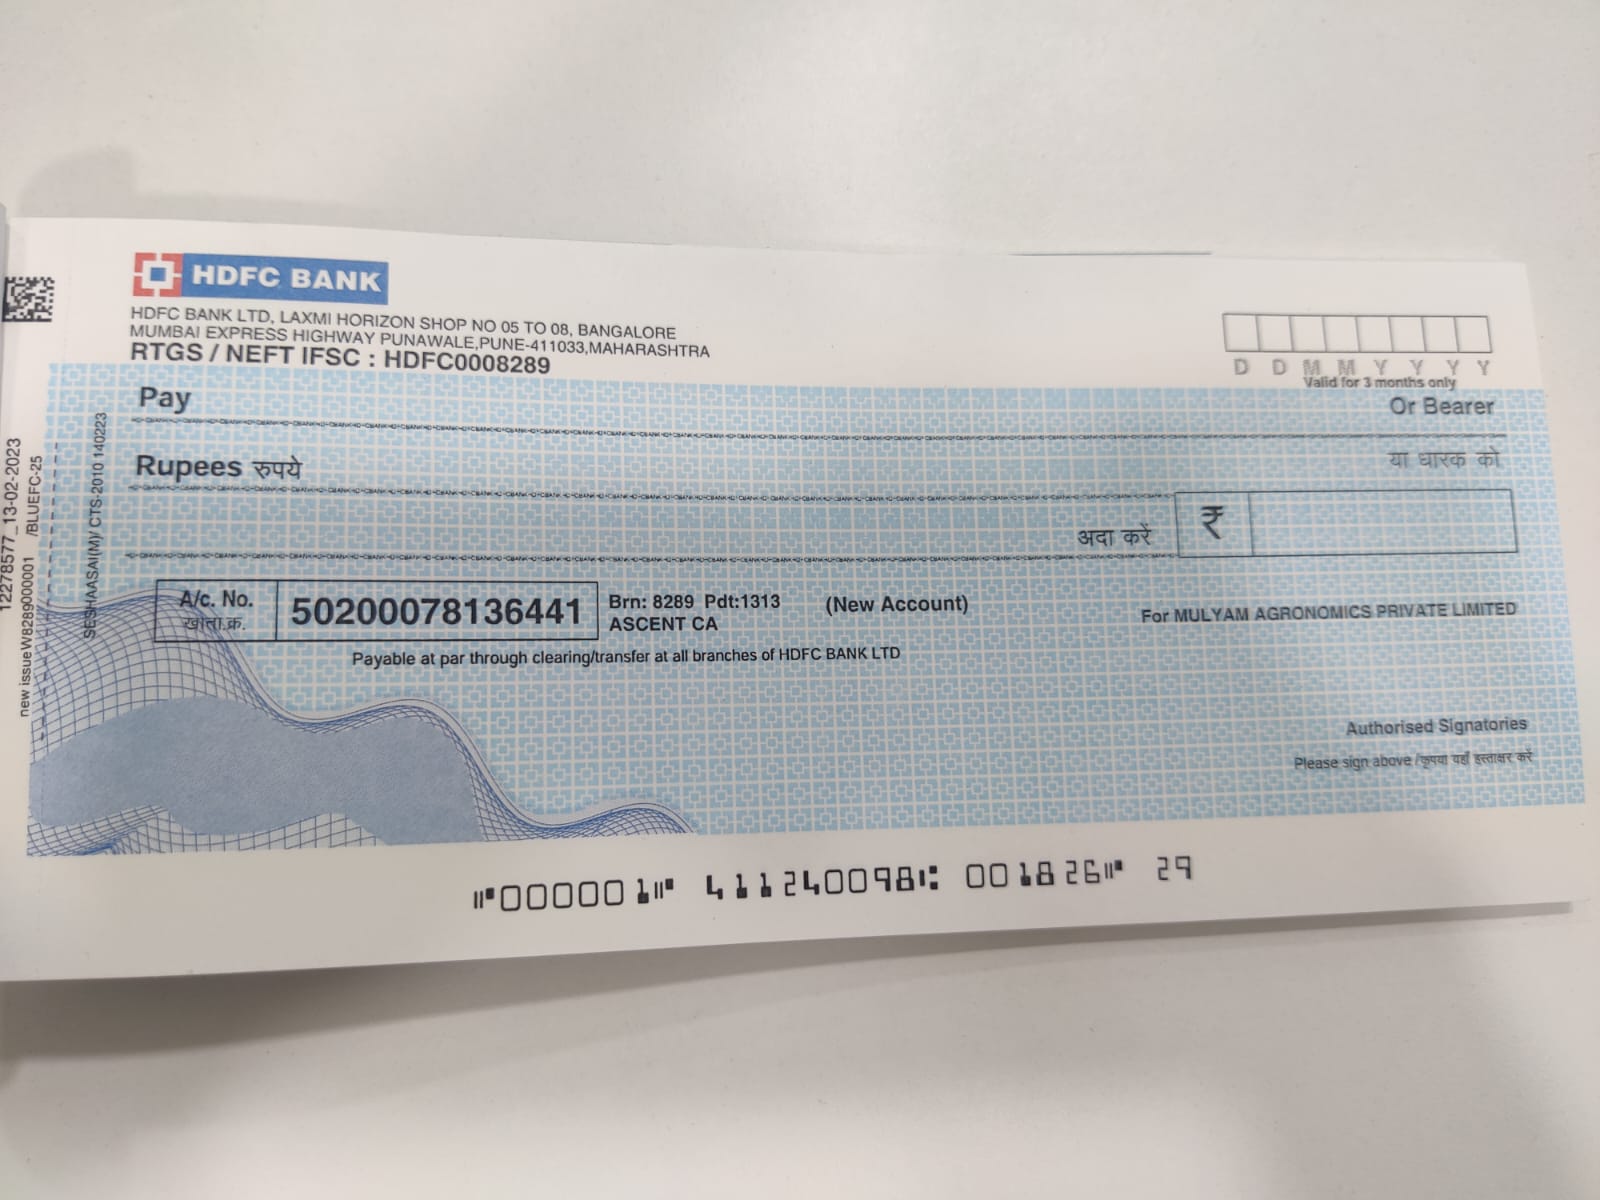 HDFC BANK
HDFC BANK LTD, LAXMI HORIZON SHOP NO 05 TO 08, BANGALORE
MUMBAI EXPRESS HIGHWAY PUNAWALE,PUNE-411033,MAHARASHTRA
RTGS / NEFT IFSC : HDFC0008289
D D M M Y Y Y Y
Valid for 3 months only
Pay
Or Bearer
Rupees रुपये
या धारक को
अदा करें
₹
A/c. No.
खाता.क्र.
50200078136441
Brn: 8289 Pdt:1313 (New Account)
ASCENT CA
For MULYAM AGRONOMICS PRIVATE LIMITED
Payable at par through clearing/transfer at all branches of HDFC BANK LTD
Authorised Signatories
Please sign above /कृपया यहाँ हस्ताक्षर करें
⑈000001⑈ 411240098⑆ 001826⑈ 29
12278577_13-02-2023
new issueW8289000001 /BLUEFC-25
SESHAASAI(M)/ CTS-2010 140223